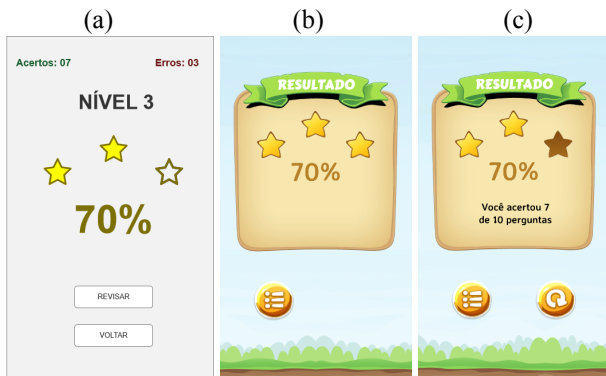 (a)
Acertos: 07 Erros: 03
NÍVEL 3
70%
REVISAR
VOLTAR
(b)
RESULTADO
70%
(c)
RESULTADO
70%
Você acertou 7
de 10 perguntas